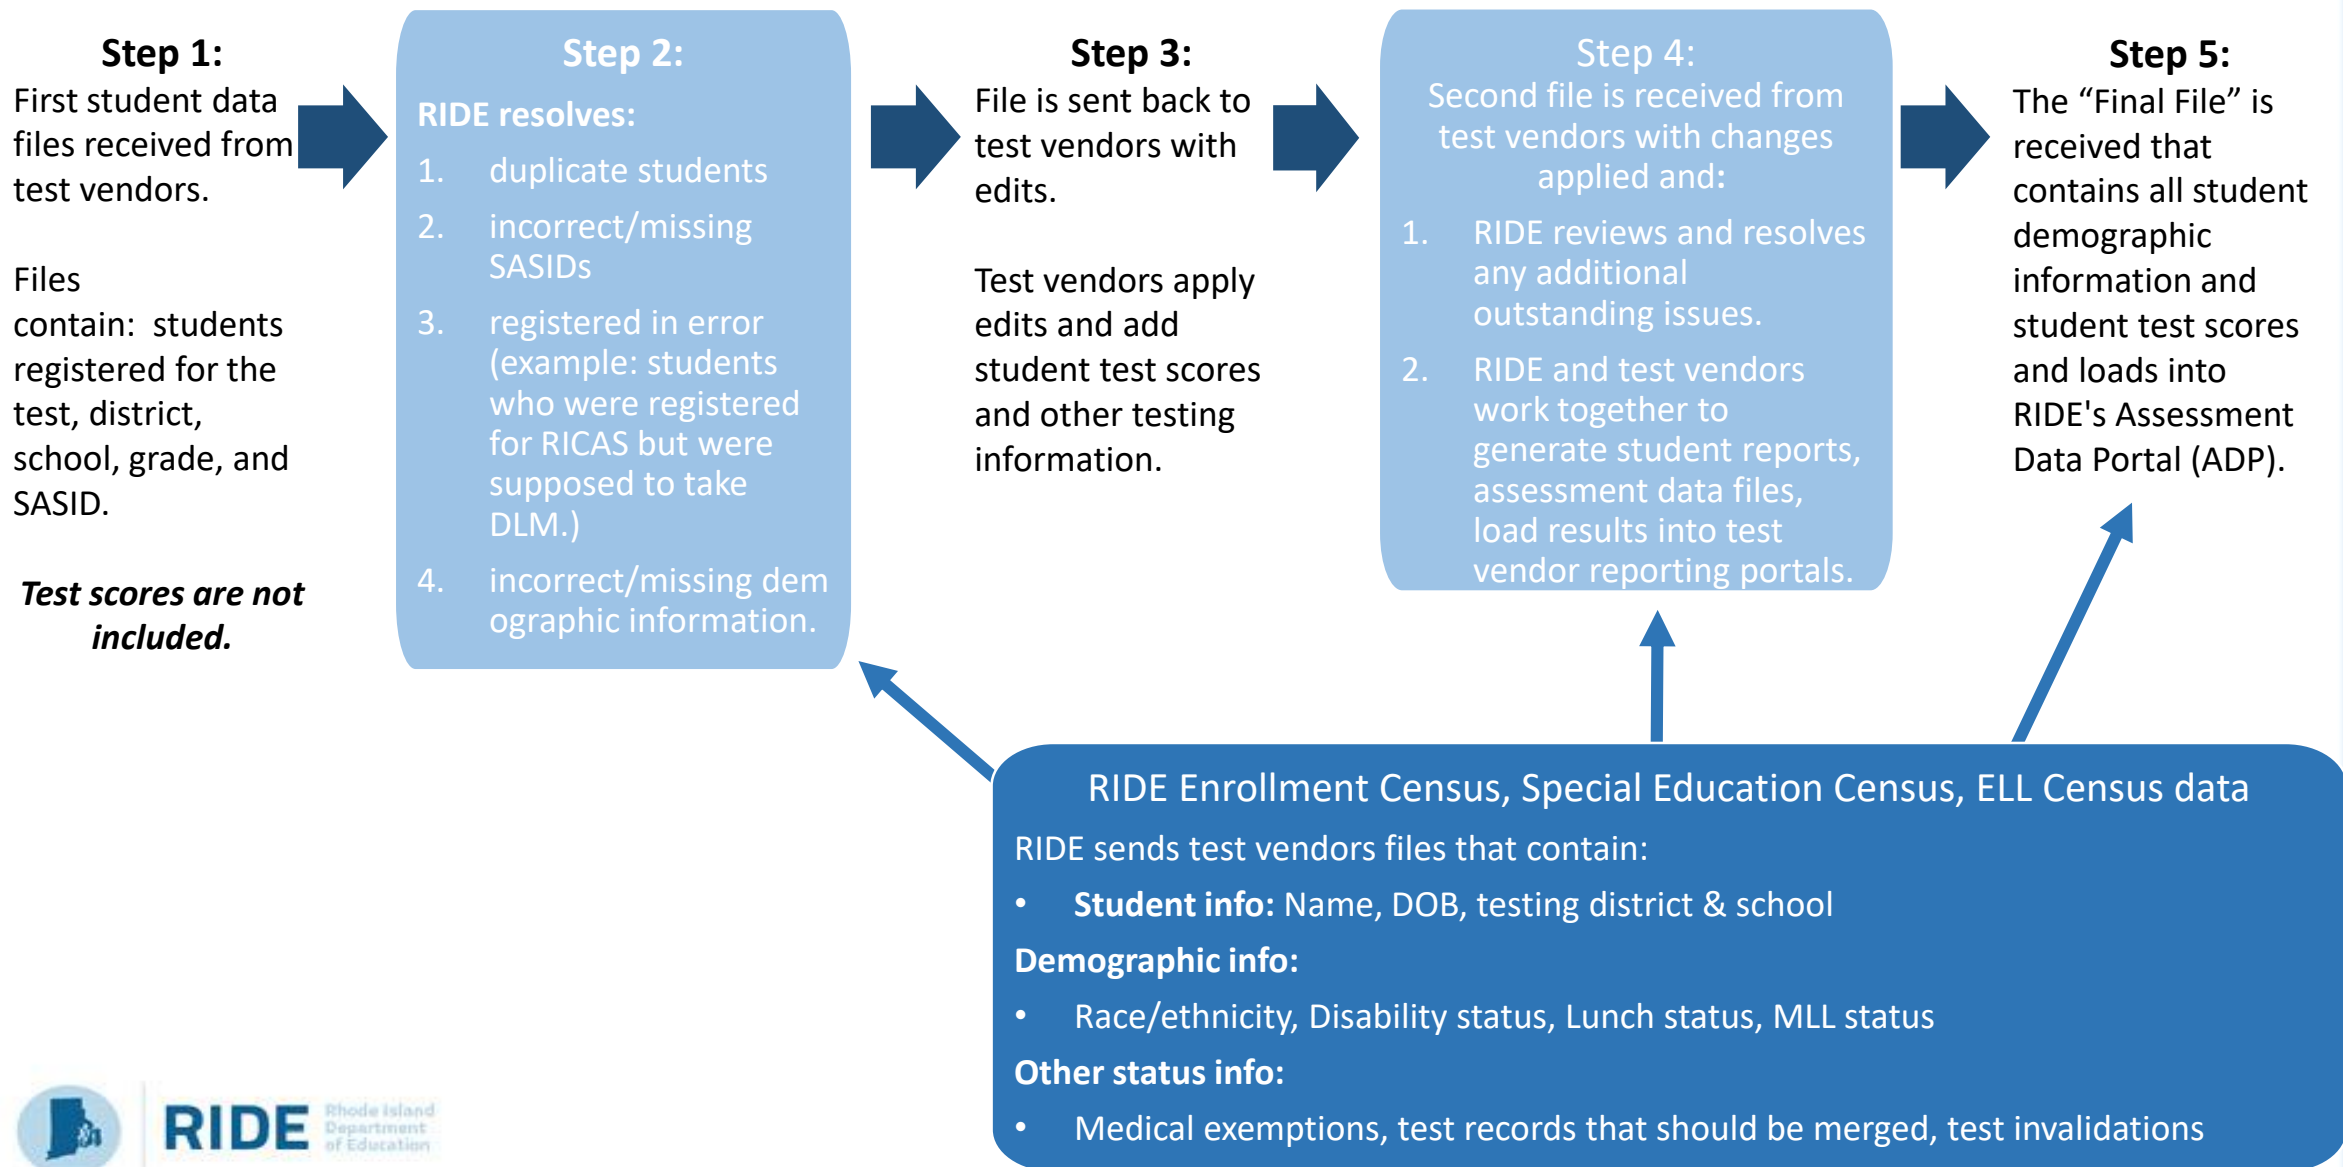 Step 1:
First student data
files received from
test vendors.
Files
contain:  students
registered for the
test, district,
school, grade, and
SASID.
Test scores are not
included.
Step 2:
RIDE resolves:
1. duplicate students
2. incorrect/missing
SASIDs
3. registered in error
(example: students
who were registered
for RICAS but were
supposed to take
DLM.)
4. incorrect/missing dem
ographic information.
Step 3:
File is sent back to
test vendors with
edits.
Test vendors apply
edits and add
student test scores
and other testing
information.
Step 4:
Second file is received from
test vendors with changes
applied and:
1. RIDE reviews and resolves
any additional
outstanding issues.
2. RIDE and test vendors
work together to
generate student reports,
assessment data files,
load results into test
vendor reporting portals.
Step 5:
The “Final File” is
received that
contains all student
demographic
information and
student test scores
and loads into
RIDE's Assessment
Data Portal (ADP).
RIDE Enrollment Census, Special Education Census, ELL Census data
RIDE sends test vendors files that contain:
• Student info: Name, DOB, testing district & school
Demographic info:
• Race/ethnicity, Disability status, Lunch status, MLL status
Other status info:
• Medical exemptions, test records that should be merged, test invalidations
RIDE
Rhode Island
Department
of Education